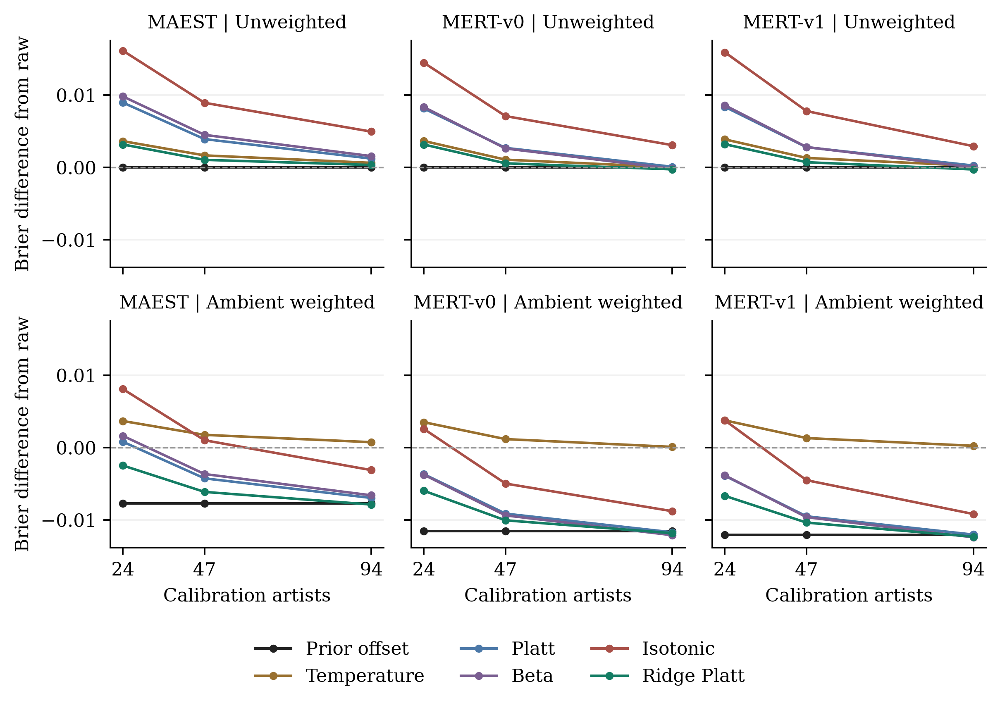 MAEST | Unweighted
MERT-v0 | Unweighted
MERT-v1 | Unweighted
Brier difference from raw
0.01
0.00
−0.01
MAEST | Ambient weighted
MERT-v0 | Ambient weighted
MERT-v1 | Ambient weighted
Brier difference from raw
0.01
0.00
−0.01
24 47 94
24 47 94
24 47 94
Calibration artists
Calibration artists
Calibration artists
Prior offset
Platt
Isotonic
Temperature
Beta
Ridge Platt